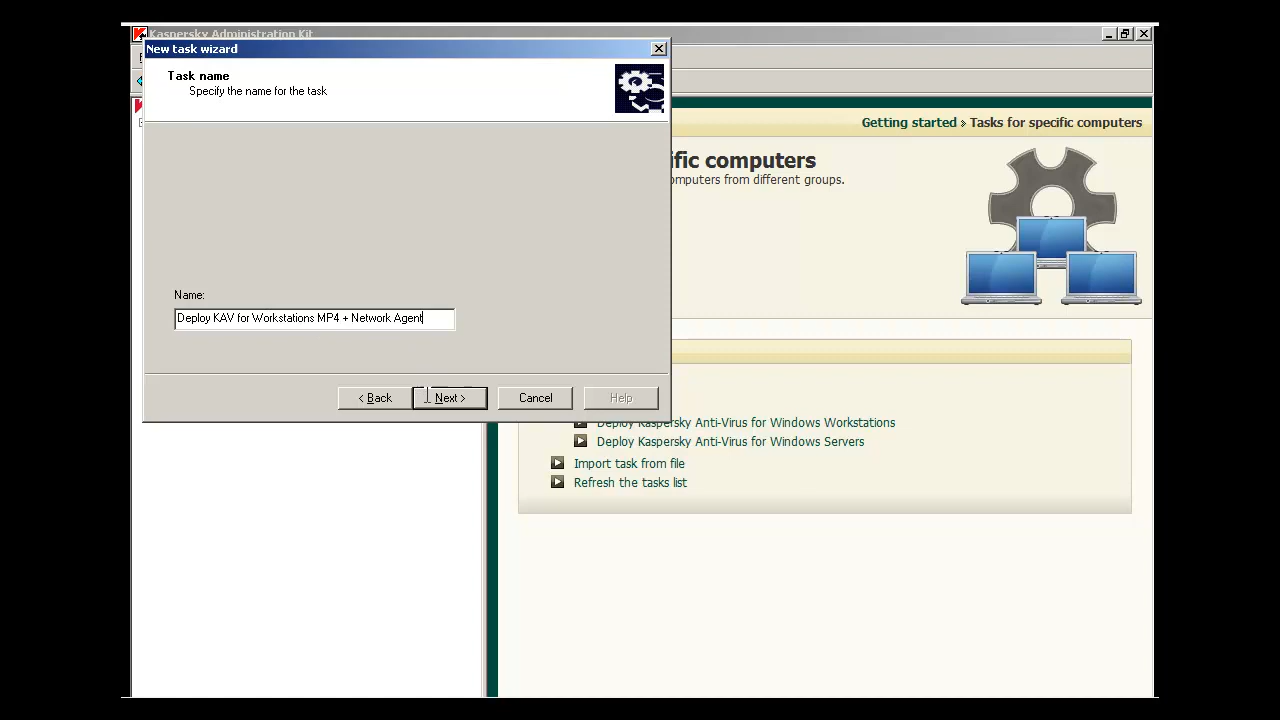 Kaspersky Administration Kit
New task wizard
Task name
Specify the name for the task
Getting started » Tasks for specific computers
ific computers
omputers from different groups.
Name:
Deploy KAV for Workstations MP4 + Network Agent
< Back
Next >
Cancel
Help
Deploy Kaspersky Anti-Virus for Windows Workstations
Deploy Kaspersky Anti-Virus for Windows Servers
Import task from file
Refresh the tasks list